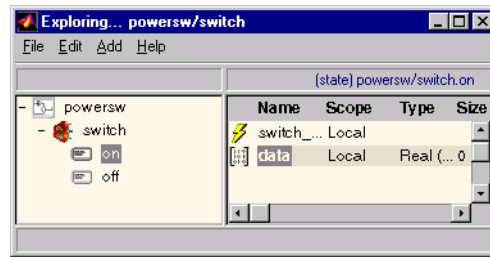 Exploring... powersw/switch
File Edit Add Help
(state) powersw/switch.on
- powersw
- switch
on
off
Name Scope Type Size
switch_... Local
data Local Real (... 0